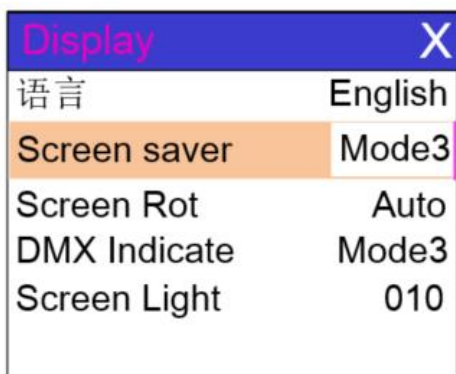 Display X
语言 English
Screen saver Mode3
Screen Rot Auto
DMX Indicate Mode3
Screen Light 010